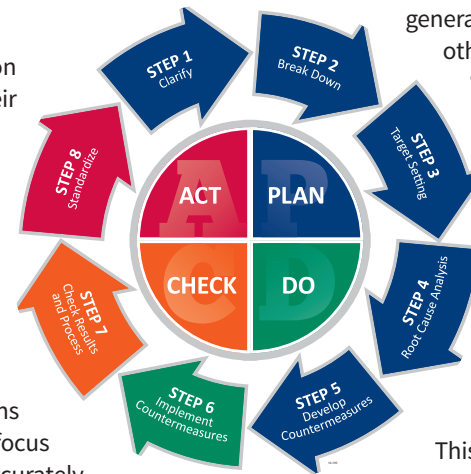 on
eir
genera
oth
STEP 1
Clarify
STEP 2
Break Down
STEP 3
Target Setting
STEP 4
Root Cause Analysis
STEP 5
Develop
Countermeasures
STEP 6
Implement
Countermeasures
STEP 7
Check Results
and Process
STEP 8
Standardize
A
ACT
P
PLAN
C
CHECK
D
DO
ns
focus
curately
This